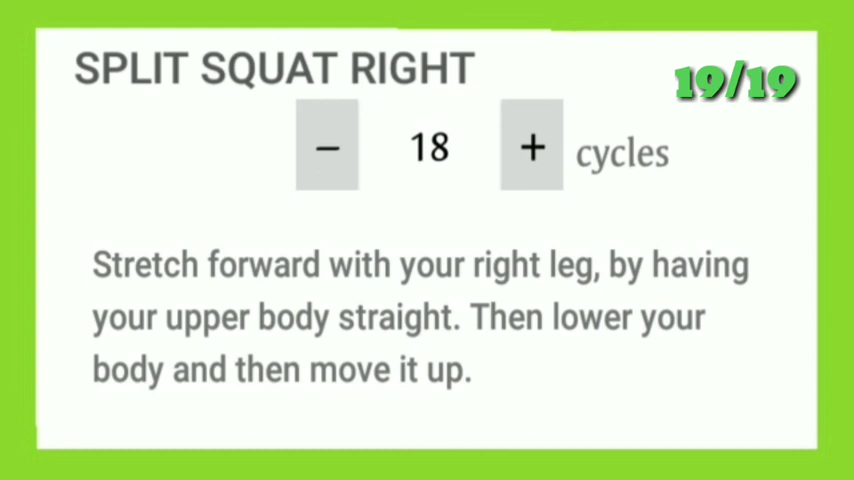 SPLIT SQUAT RIGHT
19/19
− 18 + cycles
Stretch forward with your right leg, by having
your upper body straight. Then lower your
body and then move it up.